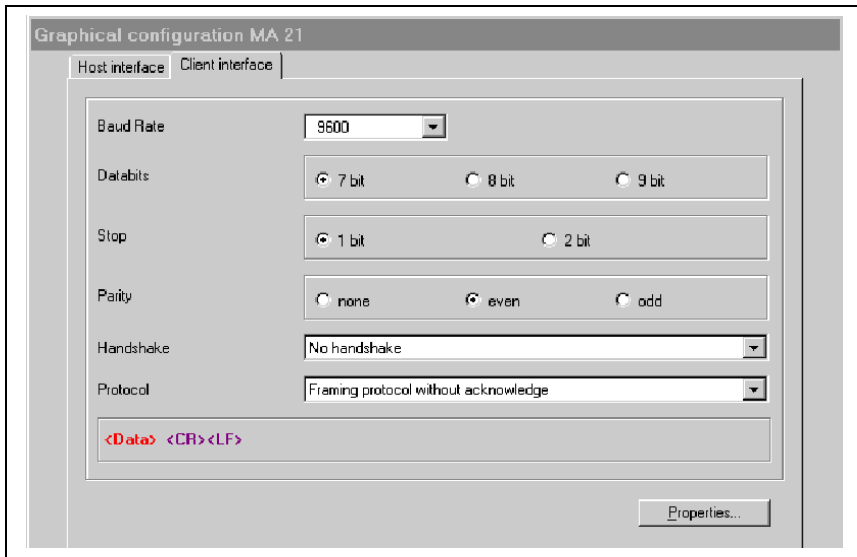 Graphical configuration MA 21
Host interface Client interface
Baud Rate 9600
Databits 7 bit 8 bit 9 bit
Stop 1 bit 2 bit
Parity none even odd
Handshake No handshake
Protocol Framing protocol without acknowledge
<Data> <CR><LF>
Properties...